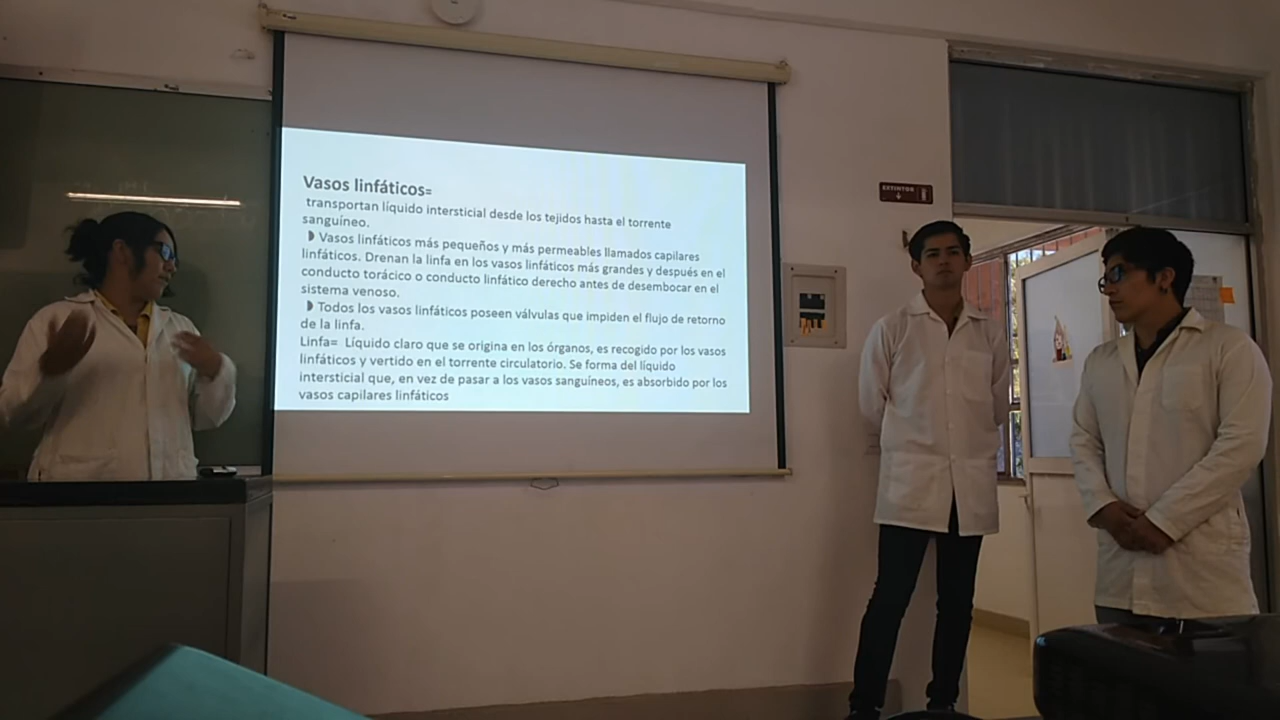 Vasos linfáticos=
transportan líquido intersticial desde los tejidos hasta el torrente
sanguíneo.
Vasos linfáticos más pequeños y más permeables llamados capilares
linfáticos. Drenan la linfa en los vasos linfáticos más grandes y después en el
conducto torácico o conducto linfático derecho antes de desembocar en el
sistema venoso.
Todos los vasos linfáticos poseen válvulas que impiden el flujo de retorno
de la linfa.
Linfa= Líquido claro que se origina en los órganos, es recogido por los vasos
linfáticos y vertido en el torrente circulatorio. Se forma del líquido
intersticial que, en vez de pasar a los vasos sanguíneos, es absorbido por los
vasos capilares linfáticos
EXTINTOR